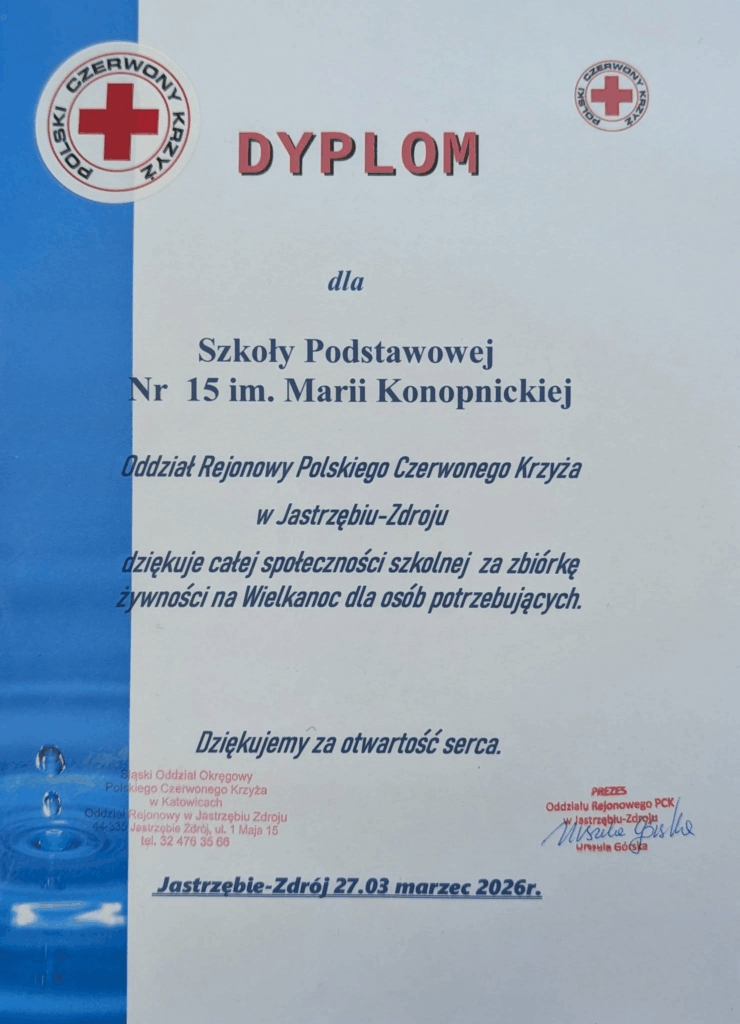 POLSKI CZERWONY KRZYŻ
POLSKI CZERWONY KRZYŻ
DYPLOM
dla
Szkoły Podstawowej
Nr 15 im. Marii Konopnickiej
Oddział Rejonowy Polskiego Czerwonego Krzyża
w Jastrzębiu-Zdroju
dziękuje całej społeczności szkolnej za zbiórkę
żywności na Wielkanoc dla osób potrzebujących.
Dziękujemy za otwartość serca.
Śląski Oddział Okręgowy
Polskiego Czerwonego Krzyża
w Katowicach
Oddział Rejonowy w Jastrzębiu Zdroju
44-335 Jastrzębie Zdrój, ul. 1 Maja 15
tel. 32 476 35 66
PREZES
Oddziału Rejonowego PCK
w Jastrzębiu-Zdroju
Urszula Górska
Urszula Górska
Jastrzębie-Zdrój 27.03 marzec 2026r.